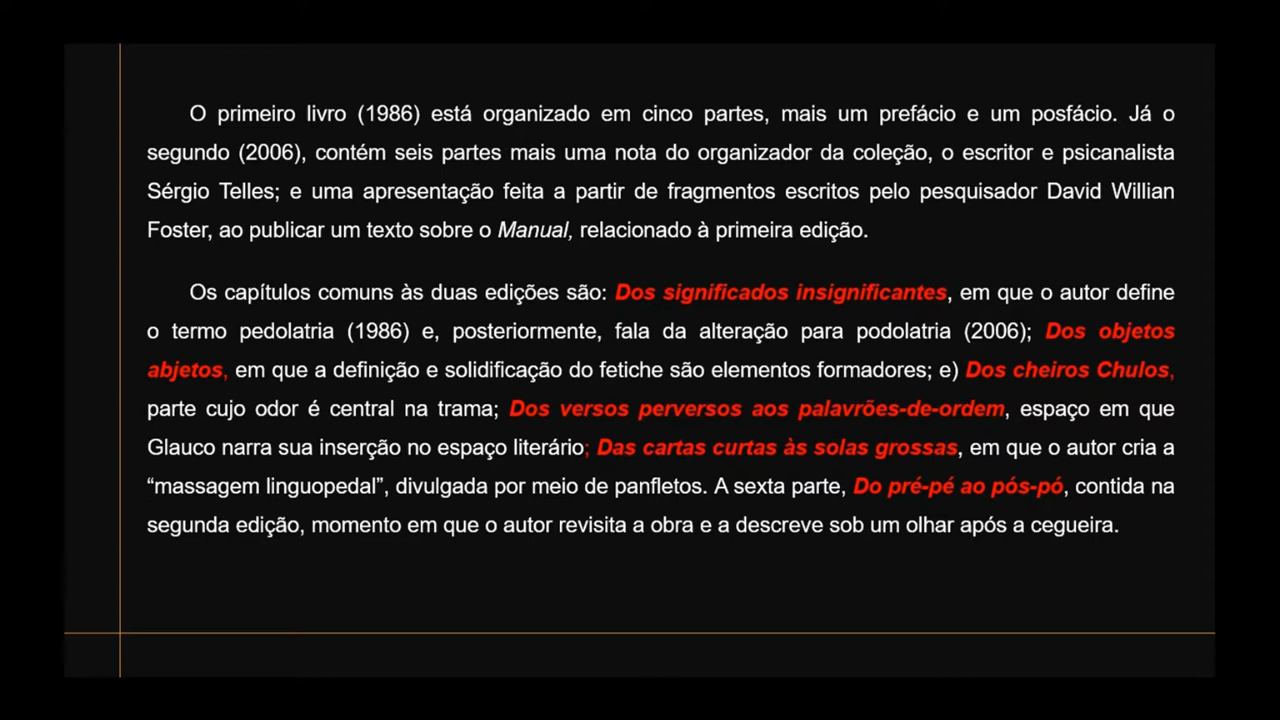 O primeiro livro (1986) está organizado em cinco partes, mais um prefácio e um posfácio. Já o
segundo (2006), contém seis partes mais uma nota do organizador da coleção, o escritor e psicanalista
Sérgio Telles; e uma apresentação feita a partir de fragmentos escritos pelo pesquisador David Willian
Foster, ao publicar um texto sobre o Manual, relacionado à primeira edição.
Os capítulos comuns às duas edições são: Dos significados insignificantes, em que o autor define
o termo pedolatria (1986) e, posteriormente, fala da alteração para podolatria (2006); Dos objetos
abjetos, em que a definição e solidificação do fetiche são elementos formadores; e) Dos cheiros Chulos,
parte cujo odor é central na trama; Dos versos perversos aos palavrões-de-ordem, espaço em que
Glauco narra sua inserção no espaço literário; Das cartas curtas às solas grossas, em que o autor cria a
“massagem linguopedal”, divulgada por meio de panfletos. A sexta parte, Do pré-pé ao pós-pó, contida na
segunda edição, momento em que o autor revisita a obra e a descreve sob um olhar após a cegueira.